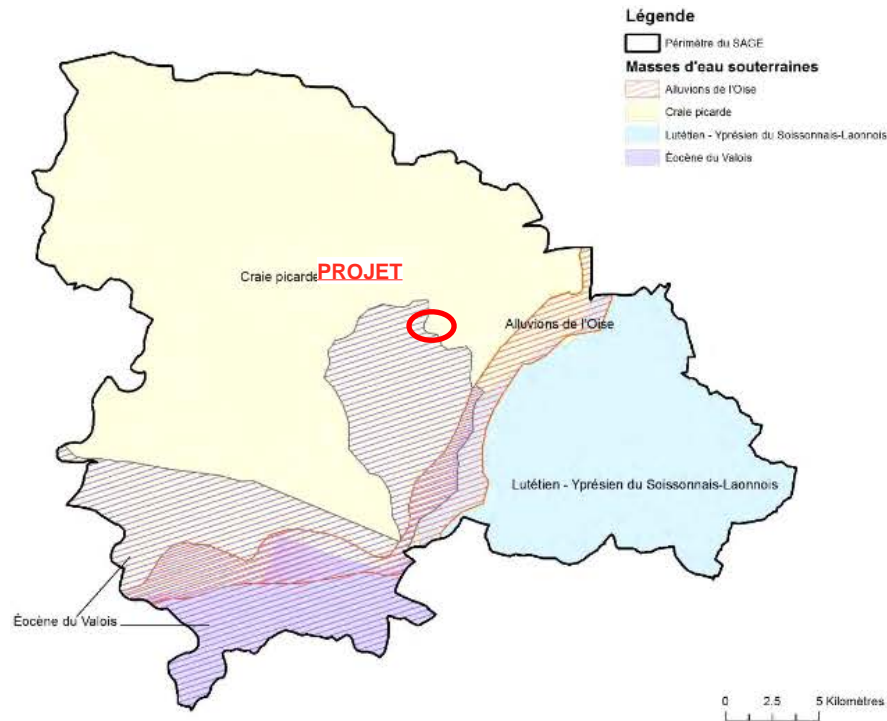 Légende
Périmètre du SAGE
Masses d'eau souterraines
Alluvions de l'Oise
Craie picarde
Lutétien - Yprésien du Soissonnais-Laonnois
Éocène du Valois
Craie picarde PROJET
Alluvions de l'Oise
Lutétien - Yprésien du Soissonnais-Laonnois
Éocène du Valois
0 2.5 5 Kilomètres